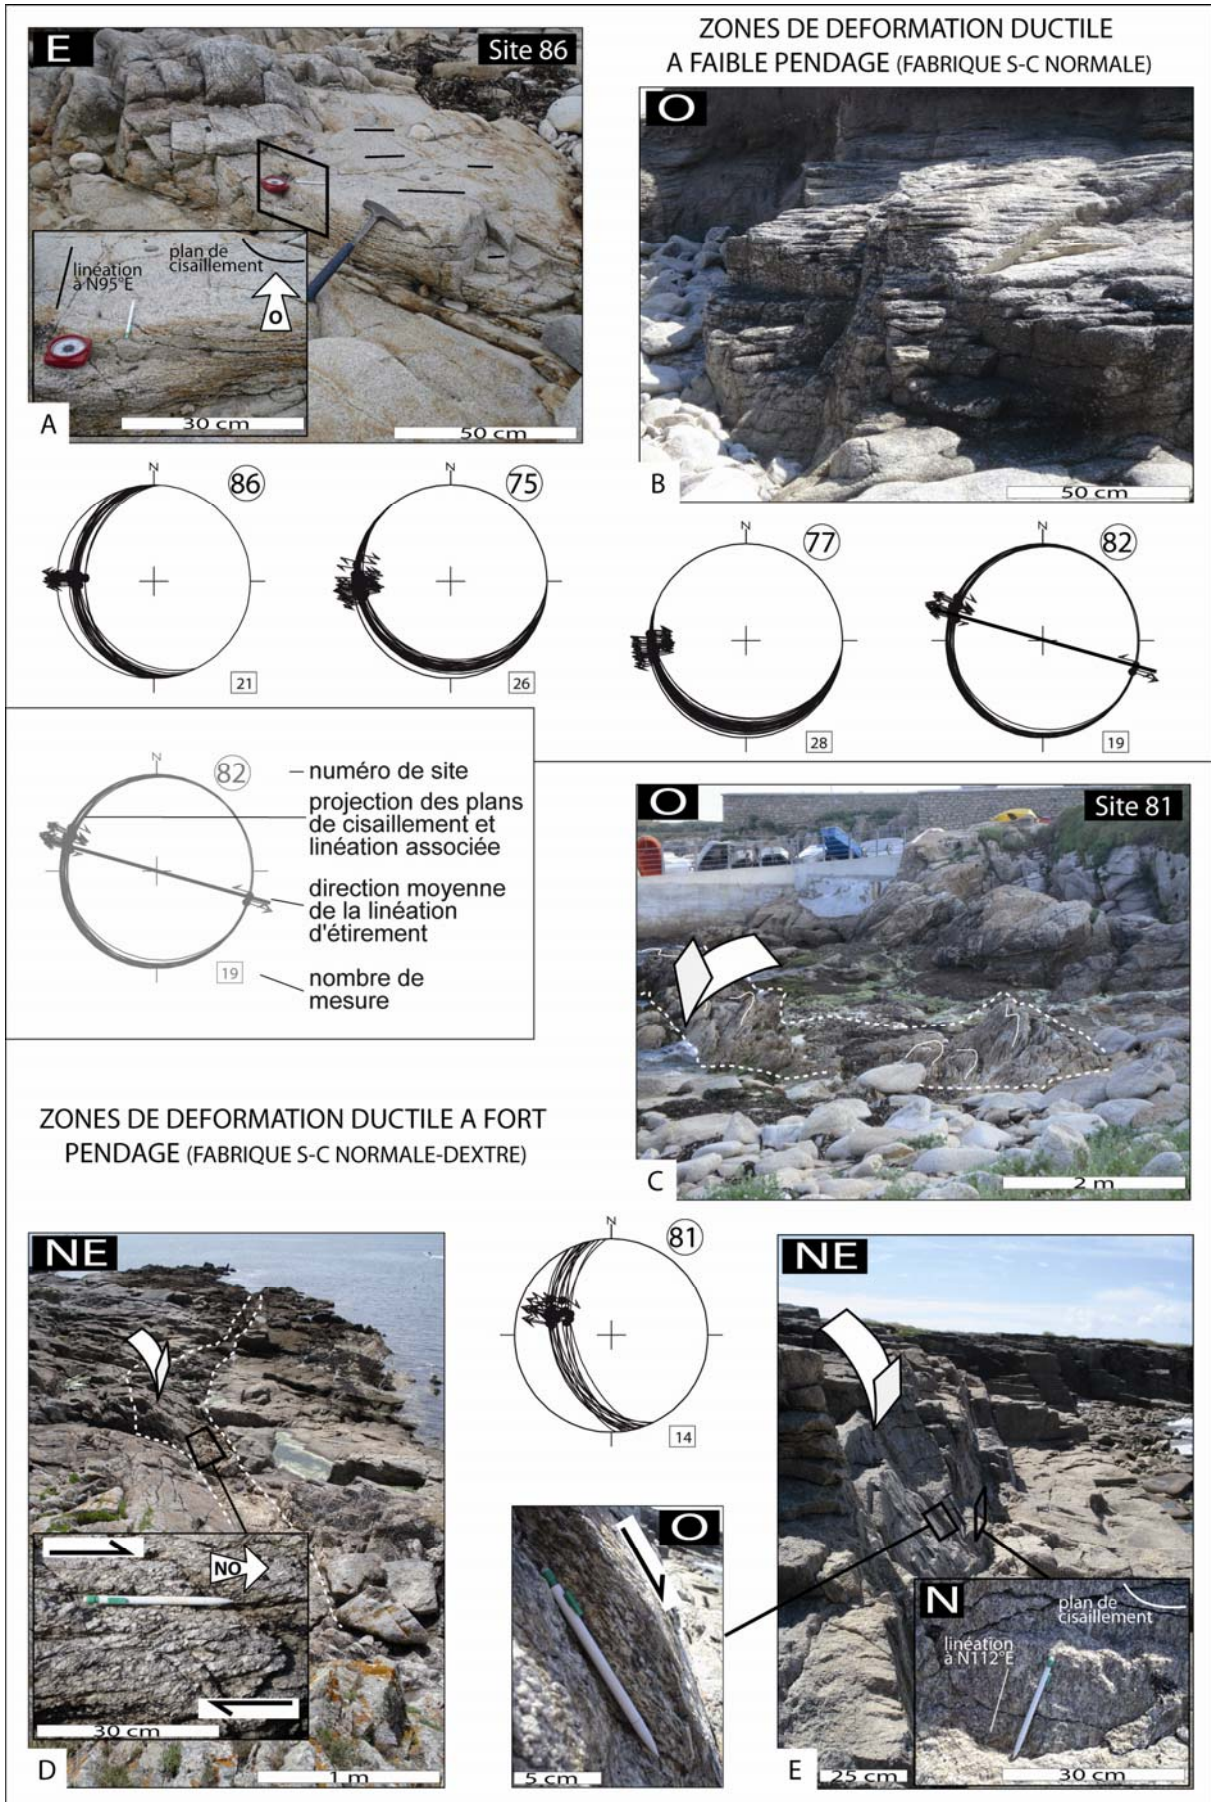 ZONES DE DEFORMATION DUCTILE
A FAIBLE PENDAGE (FABRIQUE S-C NORMALE)
E
Site 86
linéation
à N95°E
plan de
cisaillement
O
30 cm
50 cm
A
O
B
50 cm
N
86
21
N
75
26
N
77
28
N
82
19
N
82
numéro de site
projection des plans
de cisaillement et
linéation associée
direction moyenne
de la linéation
d'étirement
19
nombre de
mesure
O
Site 81
C
2 m
ZONES DE DEFORMATION DUCTILE A FORT
PENDAGE (FABRIQUE S-C NORMALE-DEXTRE)
NE
NO
30 cm
D
1 m
N
81
14
O
5 cm
NE
N
plan de
cisaillement
linéation
à N112°E
E
25 cm
30 cm